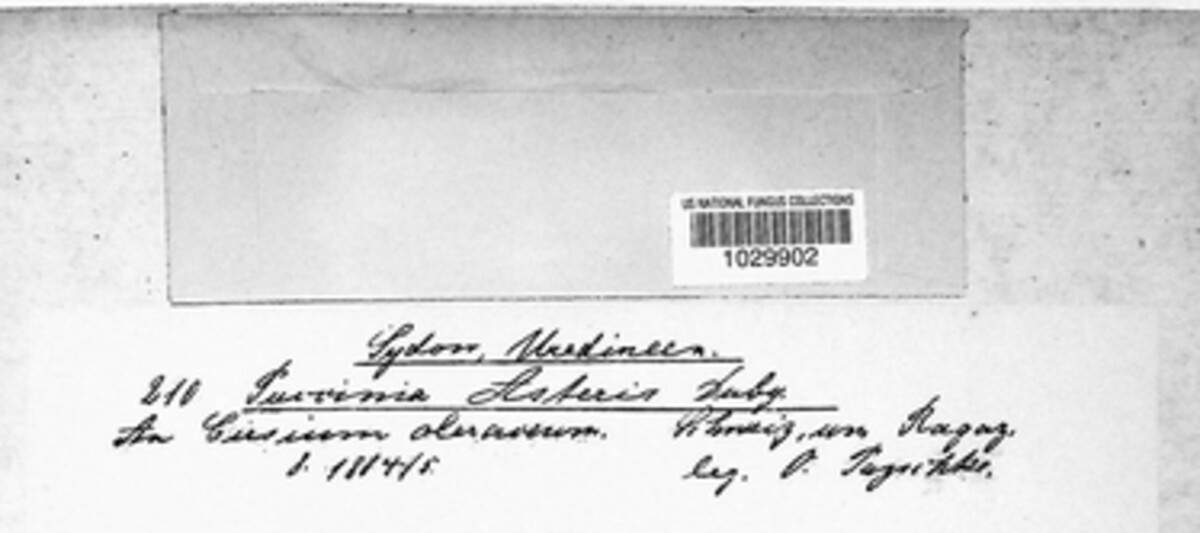 US NATIONAL FUNGUS COLLECTIONS
1029902
Sydow, Uredineen.
210 Puccinia Asteris Duby.
An Cirsium oleraceum. Schweiz, um Ragaz.
8. 1884/5. leg. O. Pazschke.